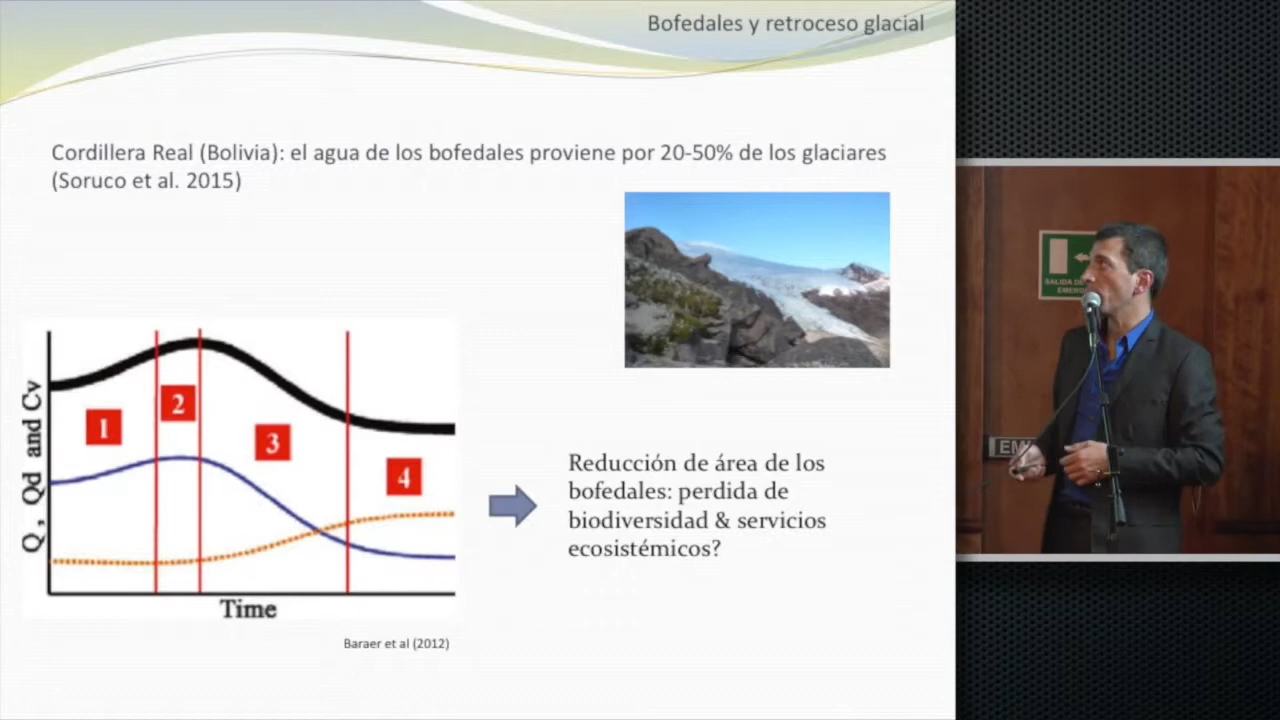 Bofedales y retroceso glacial
Cordillera Real (Bolivia): el agua de los bofedales proviene por 20-50% de los glaciares
(Soruco et al. 2015)
Q , Qd and Cv
1
2
3
4
Time
Baraer et al (2012)
Reducción de área de los
bofedales: perdida de
biodiversidad & servicios
ecosistémicos?
SALIDA DE
EMERG
EM